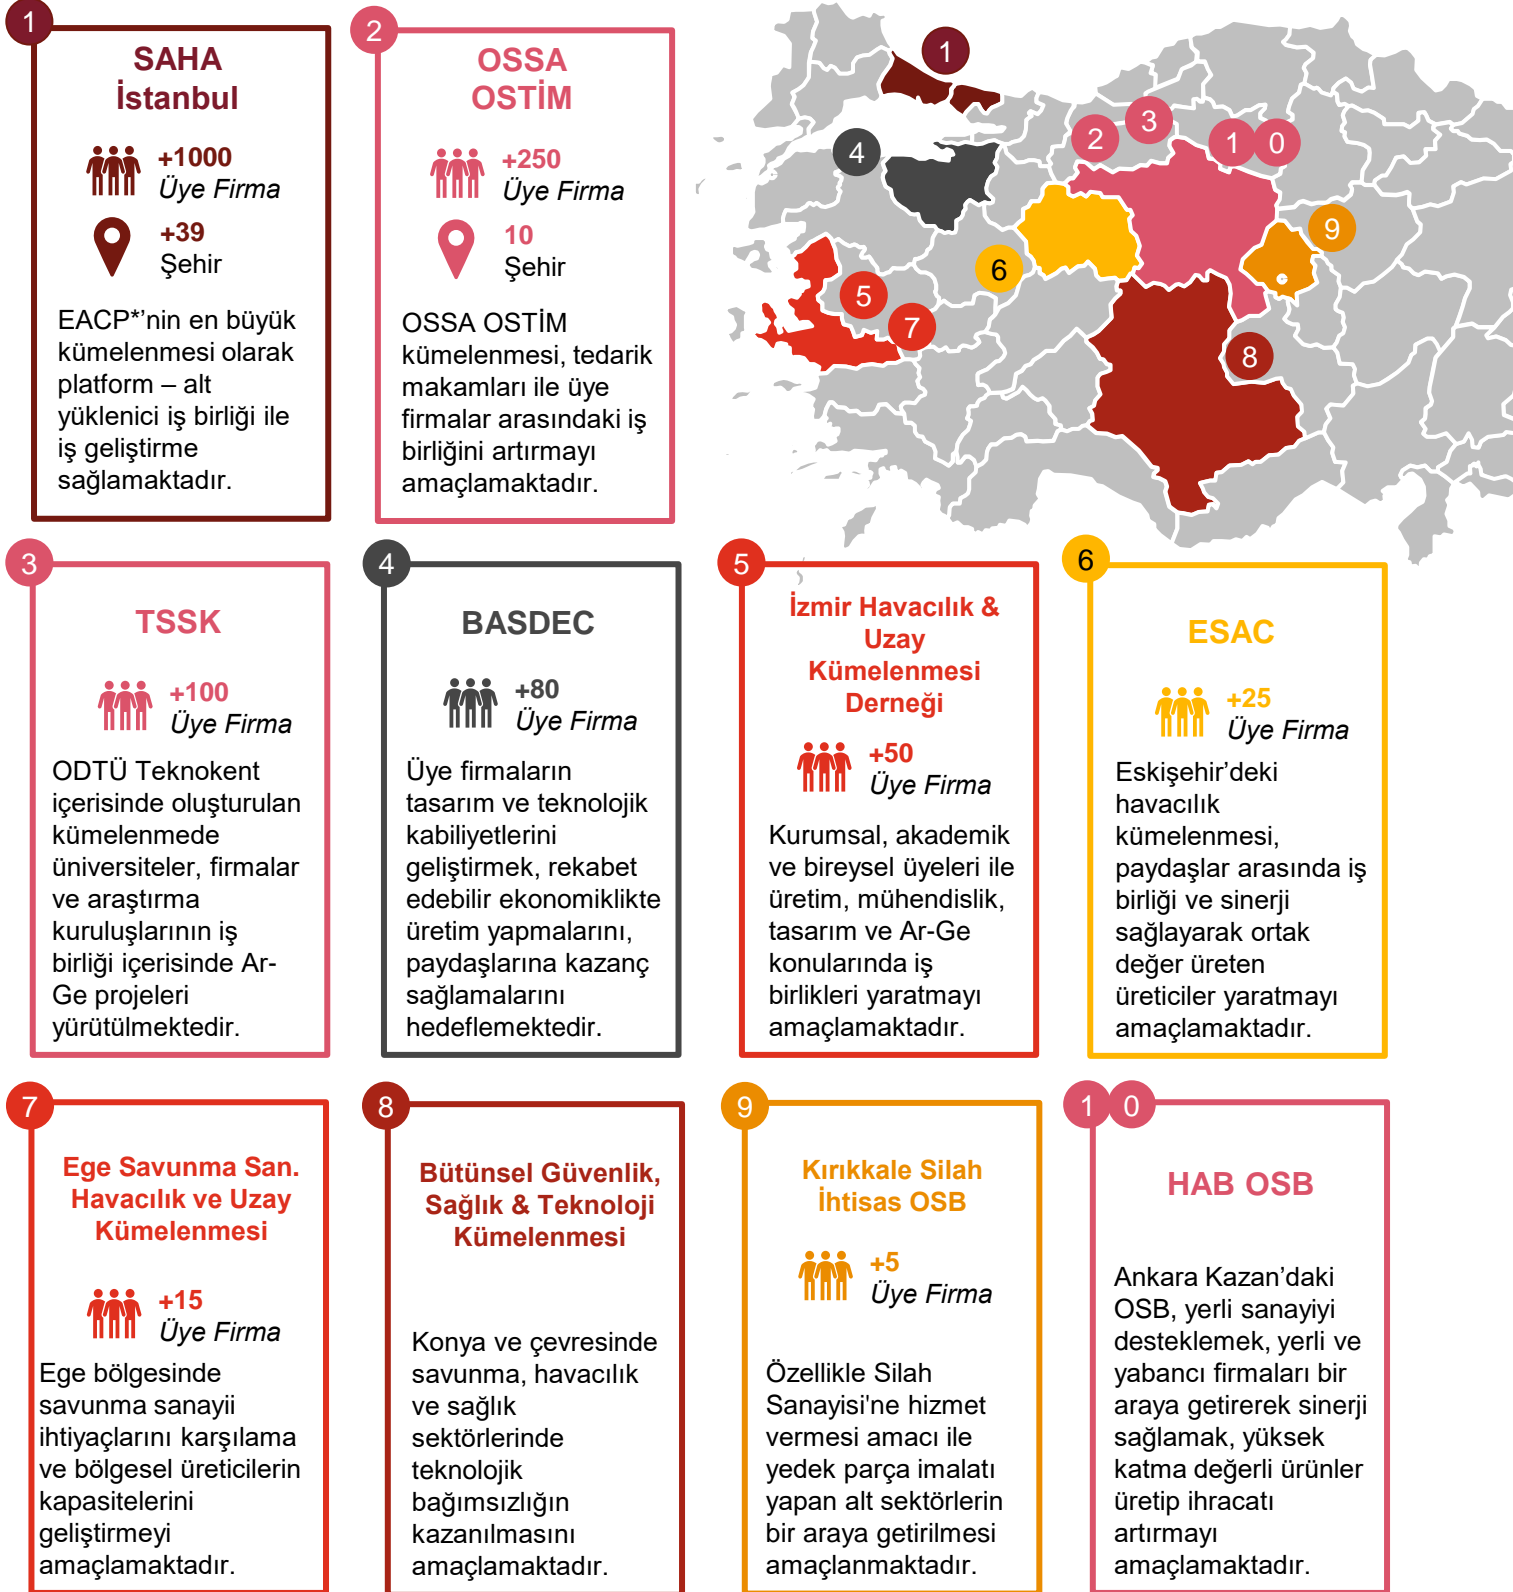 1
SAHA
İstanbul
+1000
Üye Firma
+39
Şehir
EACP*’nin en büyük
kümelenmesi olarak
platform – alt
yüklenici iş birliği ile
iş geliştirme
sağlamaktadır.
2
OSSA
OSTİM
+250
Üye Firma
10
Şehir
OSSA OSTİM
kümelenmesi, tedarik
makamları ile üye
firmalar arasındaki iş
birliğini artırmayı
amaçlamaktadır.
1
2
3
1 0
4
9
6
5
7
8
3
TSSK
+100
Üye Firma
ODTÜ Teknokent
içerisinde oluşturulan
kümelenmede
üniversiteler, firmalar
ve araştırma
kuruluşlarının iş
birliği içerisinde Ar-
Ge projeleri
yürütülmektedir.
4
BASDEC
+80
Üye Firma
Üye firmaların
tasarım ve teknolojik
kabiliyetlerini
geliştirmek, rekabet
edebilir ekonomiklikte
üretim yapmalarını,
paydaşlarına kazanç
sağlamalarını
hedeflemektedir.
5
İzmir Havacılık &
Uzay
Kümelenmesi
Derneği
+50
Üye Firma
Kurumsal, akademik
ve bireysel üyeleri ile
üretim, mühendislik,
tasarım ve Ar-Ge
konularında iş
birlikleri yaratmayı
amaçlamaktadır.
6
ESAC
+25
Üye Firma
Eskişehir’deki
havacılık
kümelenmesi,
paydaşlar arasında iş
birliği ve sinerji
sağlayarak ortak
değer üreten
üreticiler yaratmayı
amaçlamaktadır.
7
Ege Savunma San.
Havacılık ve Uzay
Kümelenmesi
+15
Üye Firma
Ege bölgesinde
savunma sanayii
ihtiyaçlarını karşılama
ve bölgesel üreticilerin
kapasitelerini
geliştirmeyi
amaçlamaktadır.
8
Bütünsel Güvenlik,
Sağlık & Teknoloji
Kümelenmesi
Konya ve çevresinde
savunma, havacılık
ve sağlık
sektörlerinde
teknolojik
bağımsızlığın
kazanılmasını
amaçlamaktadır.
9
Kırıkkale Silah
İhtisas OSB
+5
Üye Firma
Özellikle Silah
Sanayisi'ne hizmet
vermesi amacı ile
yedek parça imalatı
yapan alt sektörlerin
bir araya getirilmesi
amaçlanmaktadır.
1 0
HAB OSB
Ankara Kazan’daki
OSB, yerli sanayiyi
desteklemek, yerli ve
yabancı firmaları bir
araya getirerek sinerji
sağlamak, yüksek
katma değerli ürünler
üretip ihracatı
artırmayı
amaçlamaktadır.